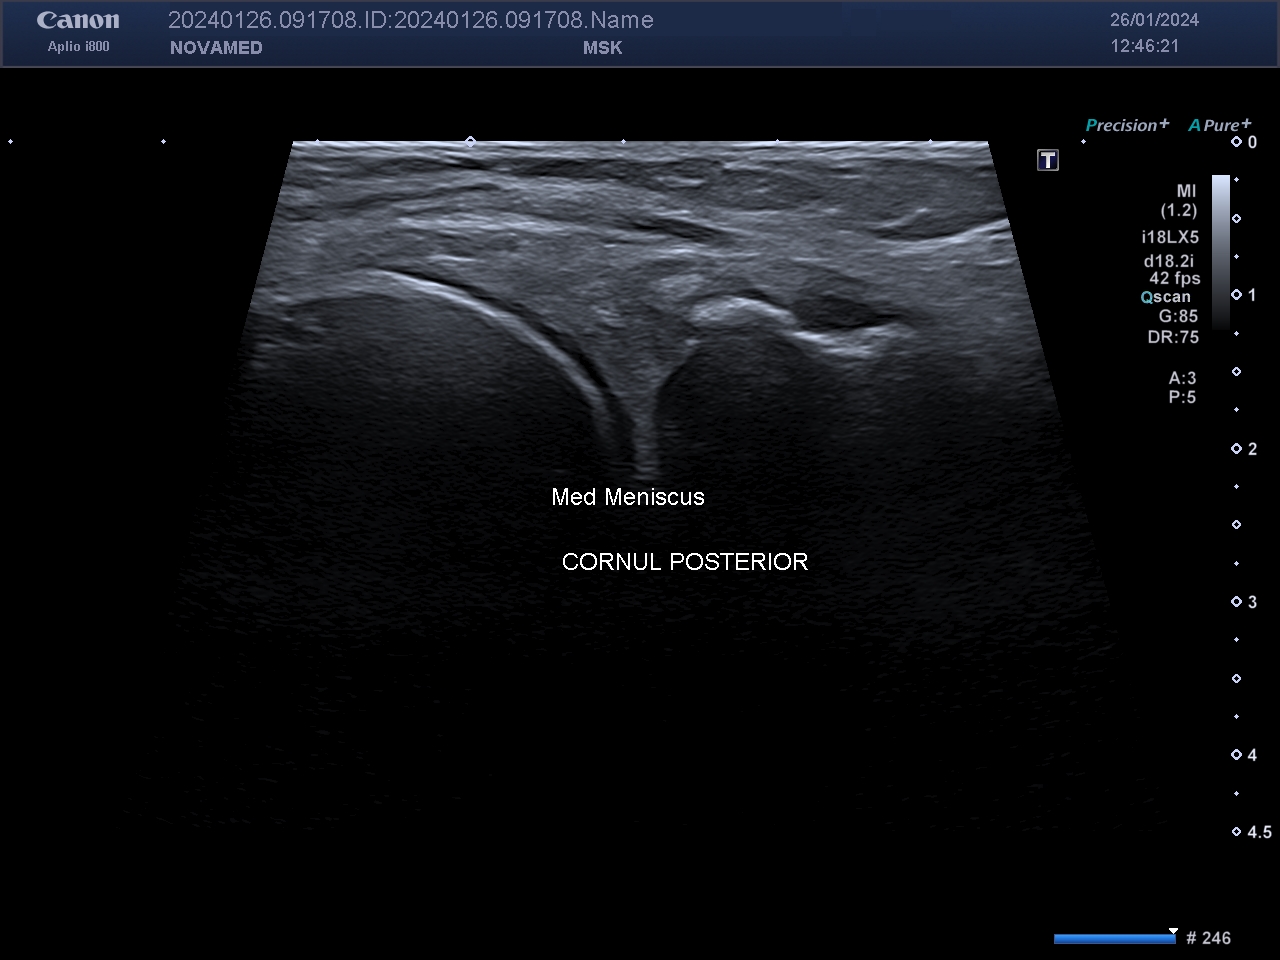 Canon 20240126.091708.ID:20240126.091708.Name 26/01/2024
Aplio i800 NOVAMED MSK 12:46:21
Precision+ APure+
T
0
MI
(1.2)
i18LX5
d18.2i
42 fps
Qscan
1
G:85
DR:75
A:3
P:5
2
Med Meniscus
CORNUL POSTERIOR
3
4
4.5
# 246